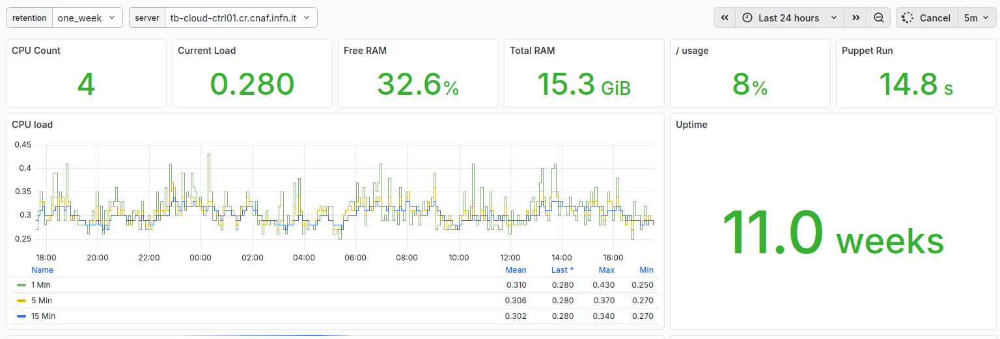 retention one_week server tb-cloud-ctrl01.cr.cnaf.infn.it Last 24 hours Cancel 5m
CPU Count Current Load Free RAM Total RAM / usage Puppet Run
4 0.280 32.6% 15.3 GiB 8% 14.8 s
CPU load Uptime
0.45
0.4
0.35
0.3
0.25
18:00 20:00 22:00 00:00 02:00 04:00 06:00 08:00 10:00 12:00 14:00 16:00
11.0 weeks
Name Mean Last * Max Min
1 Min 0.310 0.280 0.430 0.250
5 Min 0.306 0.280 0.370 0.270
15 Min 0.302 0.280 0.340 0.270